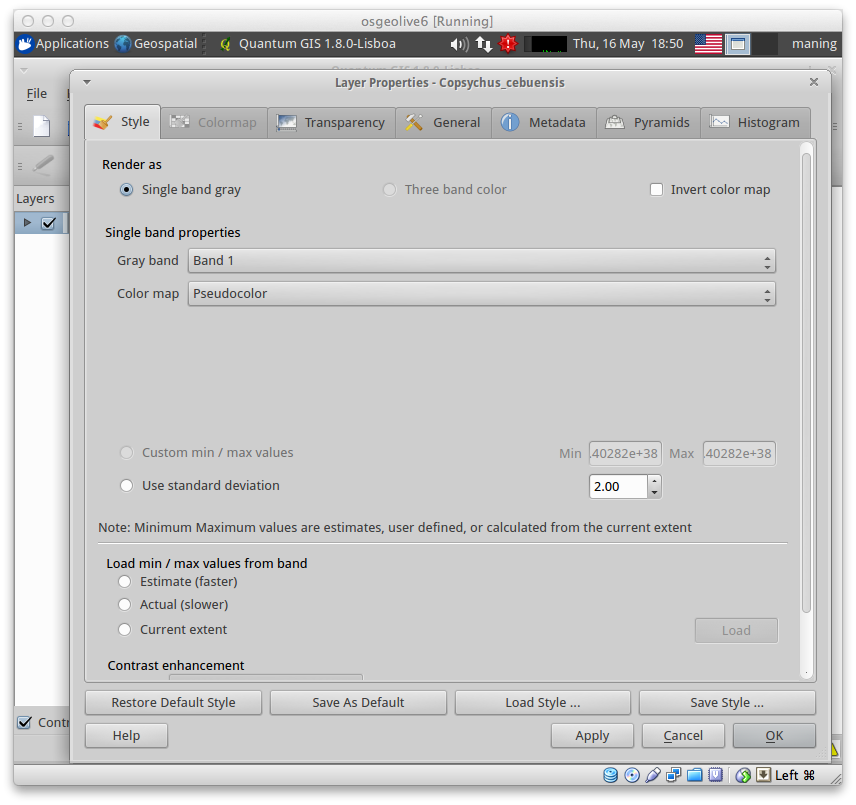 osgeolive6 [Running]
Applications Geospatial Quantum GIS 1.8.0-Lisboa Thu, 16 May 18:50 maning
Layer Properties - Copsychus_cebuensis
File
Style Colormap Transparency General Metadata Pyramids Histogram
Layers
Render as
Single band gray Three band color Invert color map
Single band properties
Gray band Band 1
Color map Pseudocolor
Custom min / max values Min .40282e+38 Max .40282e+38
Use standard deviation 2.00
Note: Minimum Maximum values are estimates, user defined, or calculated from the current extent
Load min / max values from band
Estimate (faster)
Actual (slower)
Current extent Load
Contrast enhancement
Restore Default Style Save As Default Load Style ... Save Style ...
Contr
Help Apply Cancel OK
Left ⌘